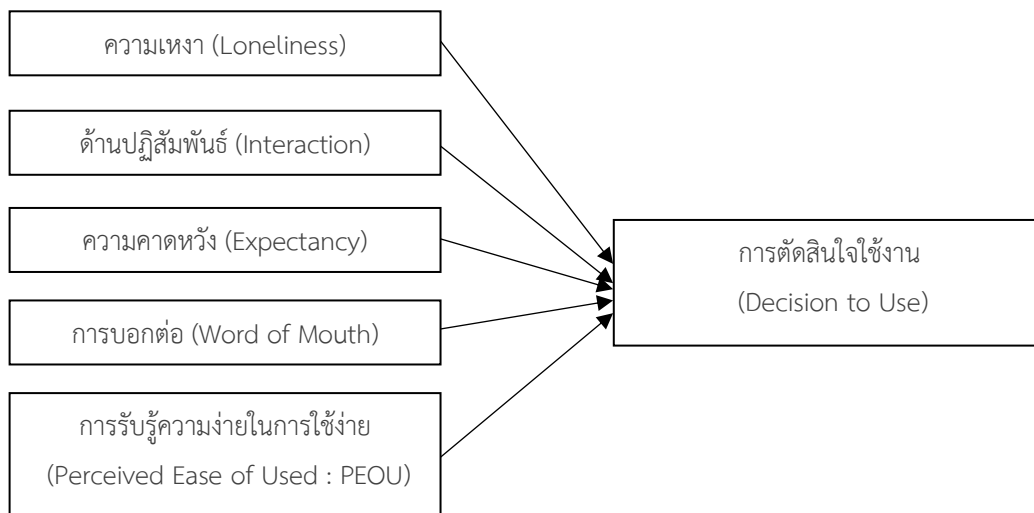 ความเหงา (Loneliness)
ด้านปฏิสัมพันธ์ (Interaction)
ความคาดหวัง (Expectancy)
การบอกต่อ (Word of Mouth)
การรับรู้ความง่ายในการใช้ง่าย
(Perceived Ease of Used : PEOU)
การตัดสินใจใช้งาน
(Decision to Use)